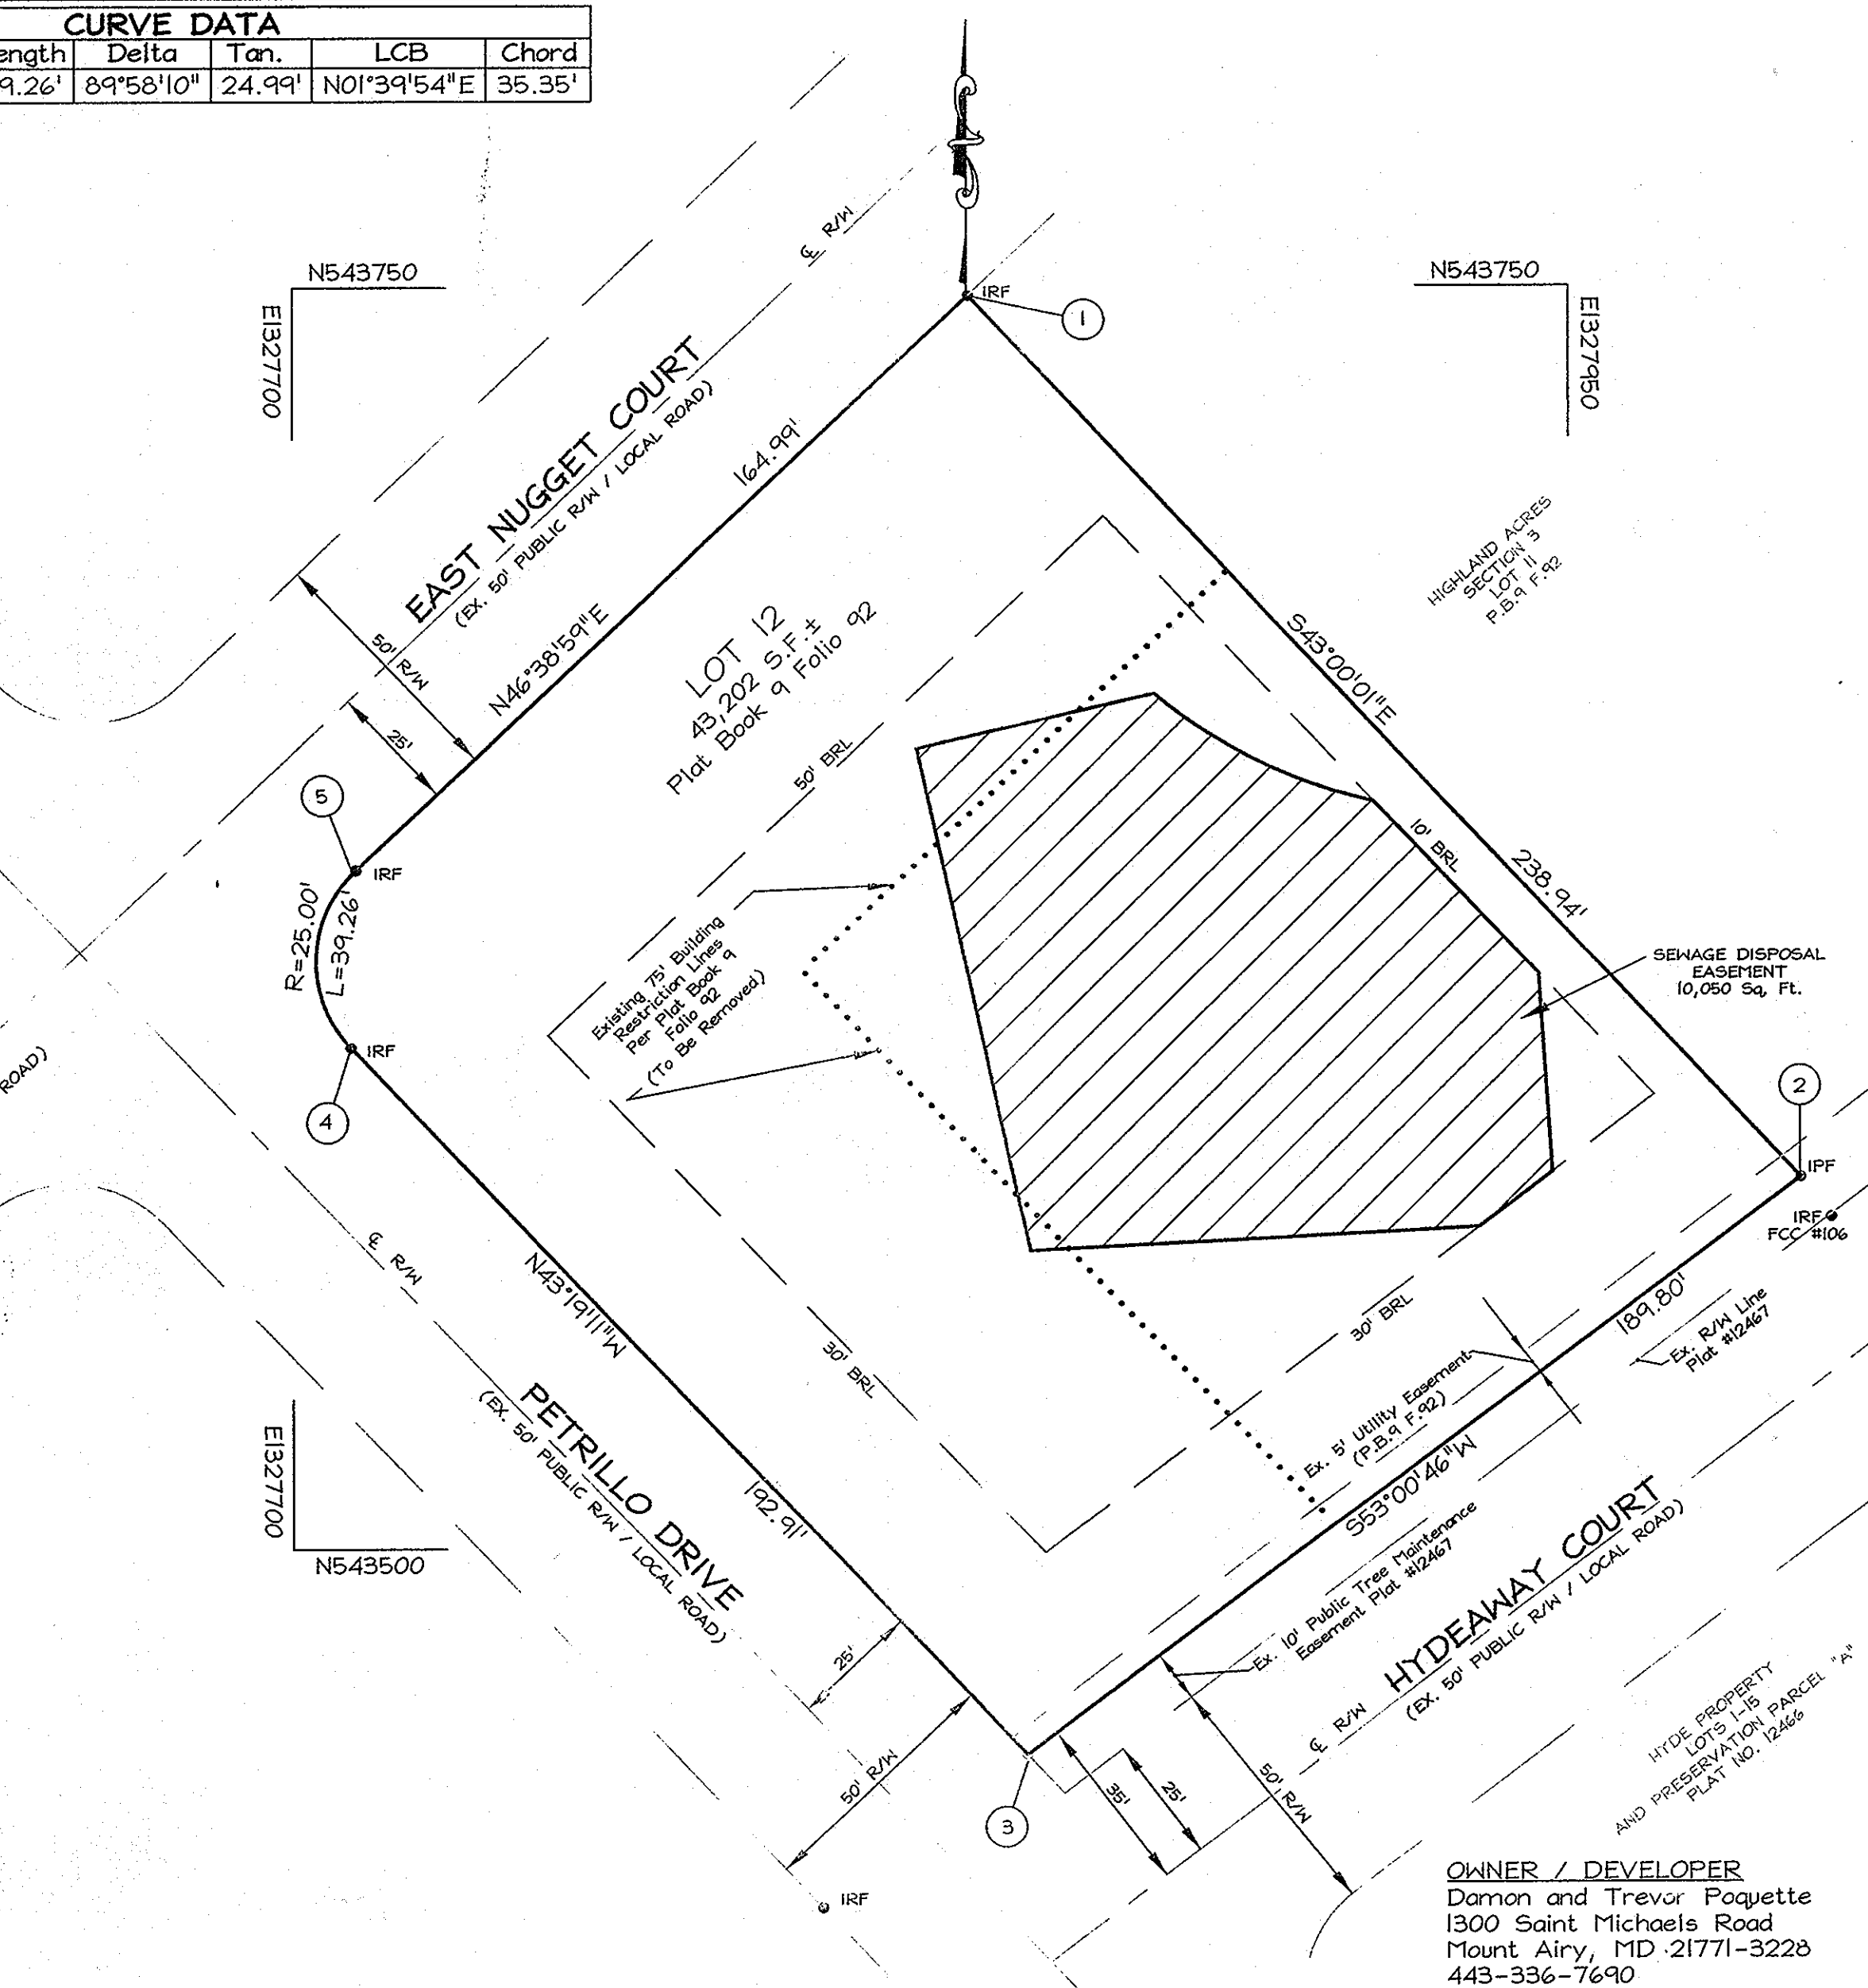 CURVE DATA
ength Delta Tan. LCB Chord
9.26' 89°58'10" 24.99' N01°39'54"E 35.35'
N543750
E1327700
N543750
E1327950
℄ R/W
IRF
1
EAST NUGGET COURT
(EX. 50' PUBLIC R/W / LOCAL ROAD)
164.99'
N46°38'59"E
50' R/W
25'
HIGHLAND ACRES
SECTION 3
LOT 11
P.B.9 F.92
LOT 12
43,202 S.F.±
Plat Book 9 Folio 92
S43°00'01"E
238.94'
50' BRL
10' BRL
5
IRF
R=25.00'
L=39.26'
IRF
4
Existing 75' Building
Restriction Lines
Per Plat Book 9
Folio 92
(To Be Removed)
SEWAGE DISPOSAL
EASEMENT
10,050 Sq. Ft.
ROAD)
2
IPF
IRF
FCC #106
℄ R/W
N43°19'11"W
192.91'
30' BRL
30' BRL
189.80'
Ex. R/W Line
Plat #12467
Ex. 5' Utility Easement
(P.B.9 F.92)
S53°00'46"W
PETRILLO DRIVE
(EX. 50' PUBLIC R/W / LOCAL ROAD)
E1327700
N543500
Ex. 10' Public Tree Maintenance
Easement Plat #12467
℄ R/W
HYDEAWAY COURT
(EX. 50' PUBLIC R/W / LOCAL ROAD)
25'
50' R/W
3
35'
25'
50' R/W
IRF
HYDE PROPERTY
LOTS 1-15
AND PRESERVATION PARCEL "A"
PLAT NO. 12466
OWNER / DEVELOPER
Damon and Trevor Poquette
1300 Saint Michaels Road
Mount Airy, MD 21771-3228
443-336-7690